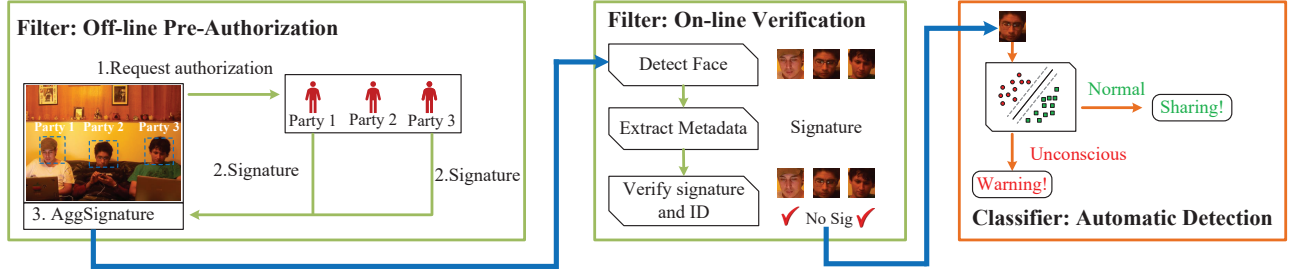 Filter: Off-line Pre-Authorization
1.Request authorization
Party 1 Party 2 Party 3
Party 1 Party 2 Party 3
2.Signature
2.Signature
3. AggSignature
Filter: On-line Verification
Detect Face
Extract Metadata
Signature
Verify signature
and ID
No Sig
Normal
Sharing!
Unconscious
Warning!
Classifier: Automatic Detection